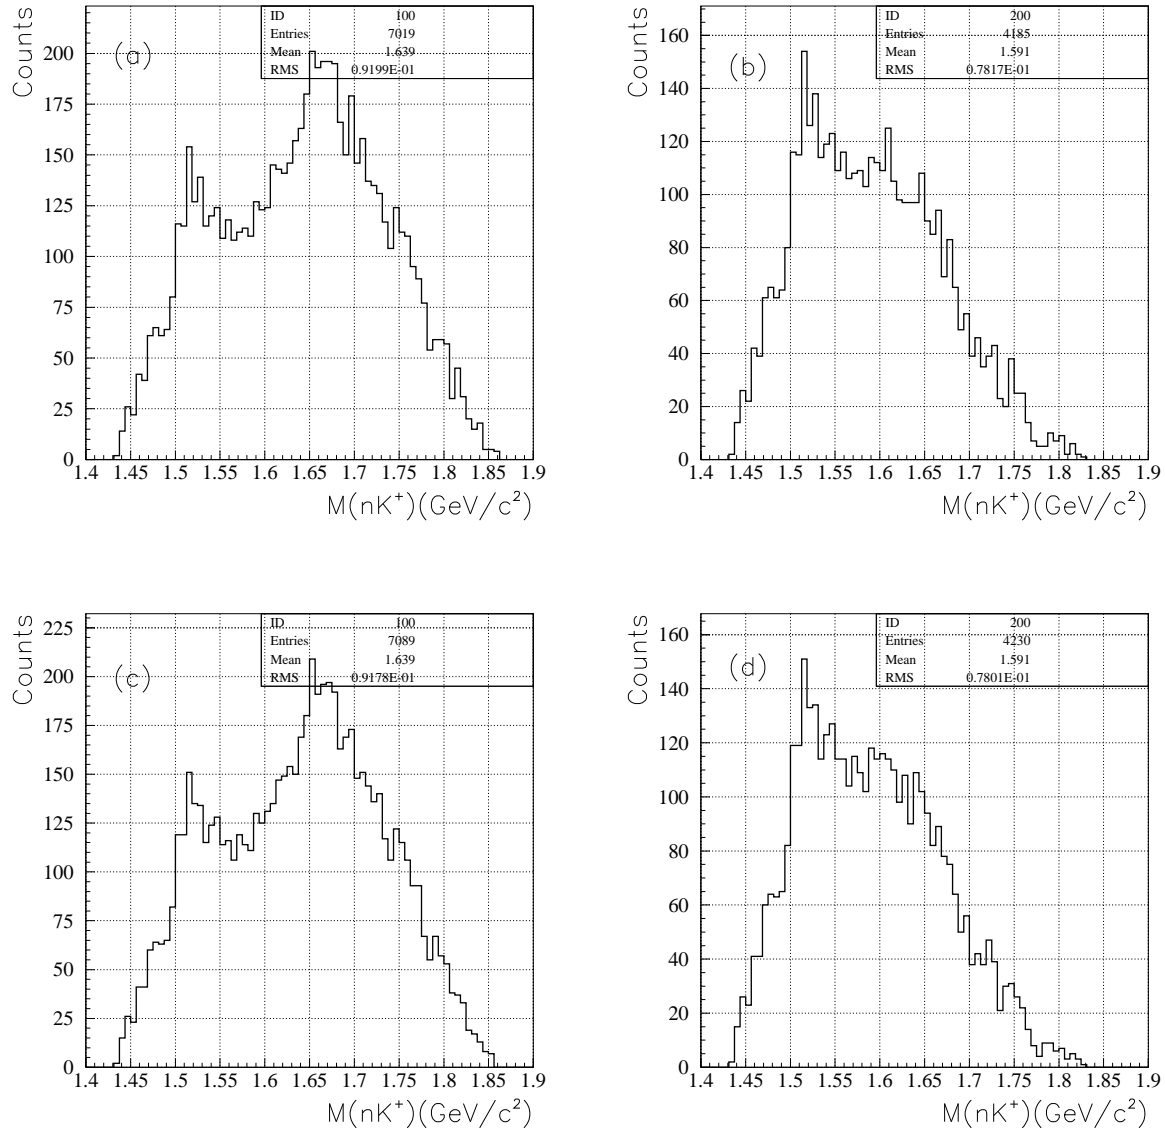 Counts
(a)
ID 100
Entries 7019
Mean 1.639
RMS 0.9199E-01
200
175
150
125
100
75
50
25
0
1.4 1.45 1.5 1.55 1.6 1.65 1.7 1.75 1.8 1.85 1.9
M(nK+)(GeV/c2)
Counts
(b)
ID 200
Entries 4185
Mean 1.591
RMS 0.7817E-01
160
140
120
100
80
60
40
20
0
1.4 1.45 1.5 1.55 1.6 1.65 1.7 1.75 1.8 1.85 1.9
M(nK+)(GeV/c2)
Counts
(c)
ID 100
Entries 7089
Mean 1.639
RMS 0.9178E-01
225
200
175
150
125
100
75
50
25
0
1.4 1.45 1.5 1.55 1.6 1.65 1.7 1.75 1.8 1.85 1.9
M(nK+)(GeV/c2)
Counts
(d)
ID 200
Entries 4230
Mean 1.591
RMS 0.7801E-01
160
140
120
100
80
60
40
20
0
1.4 1.45 1.5 1.55 1.6 1.65 1.7 1.75 1.8 1.85 1.9
M(nK+)(GeV/c2)